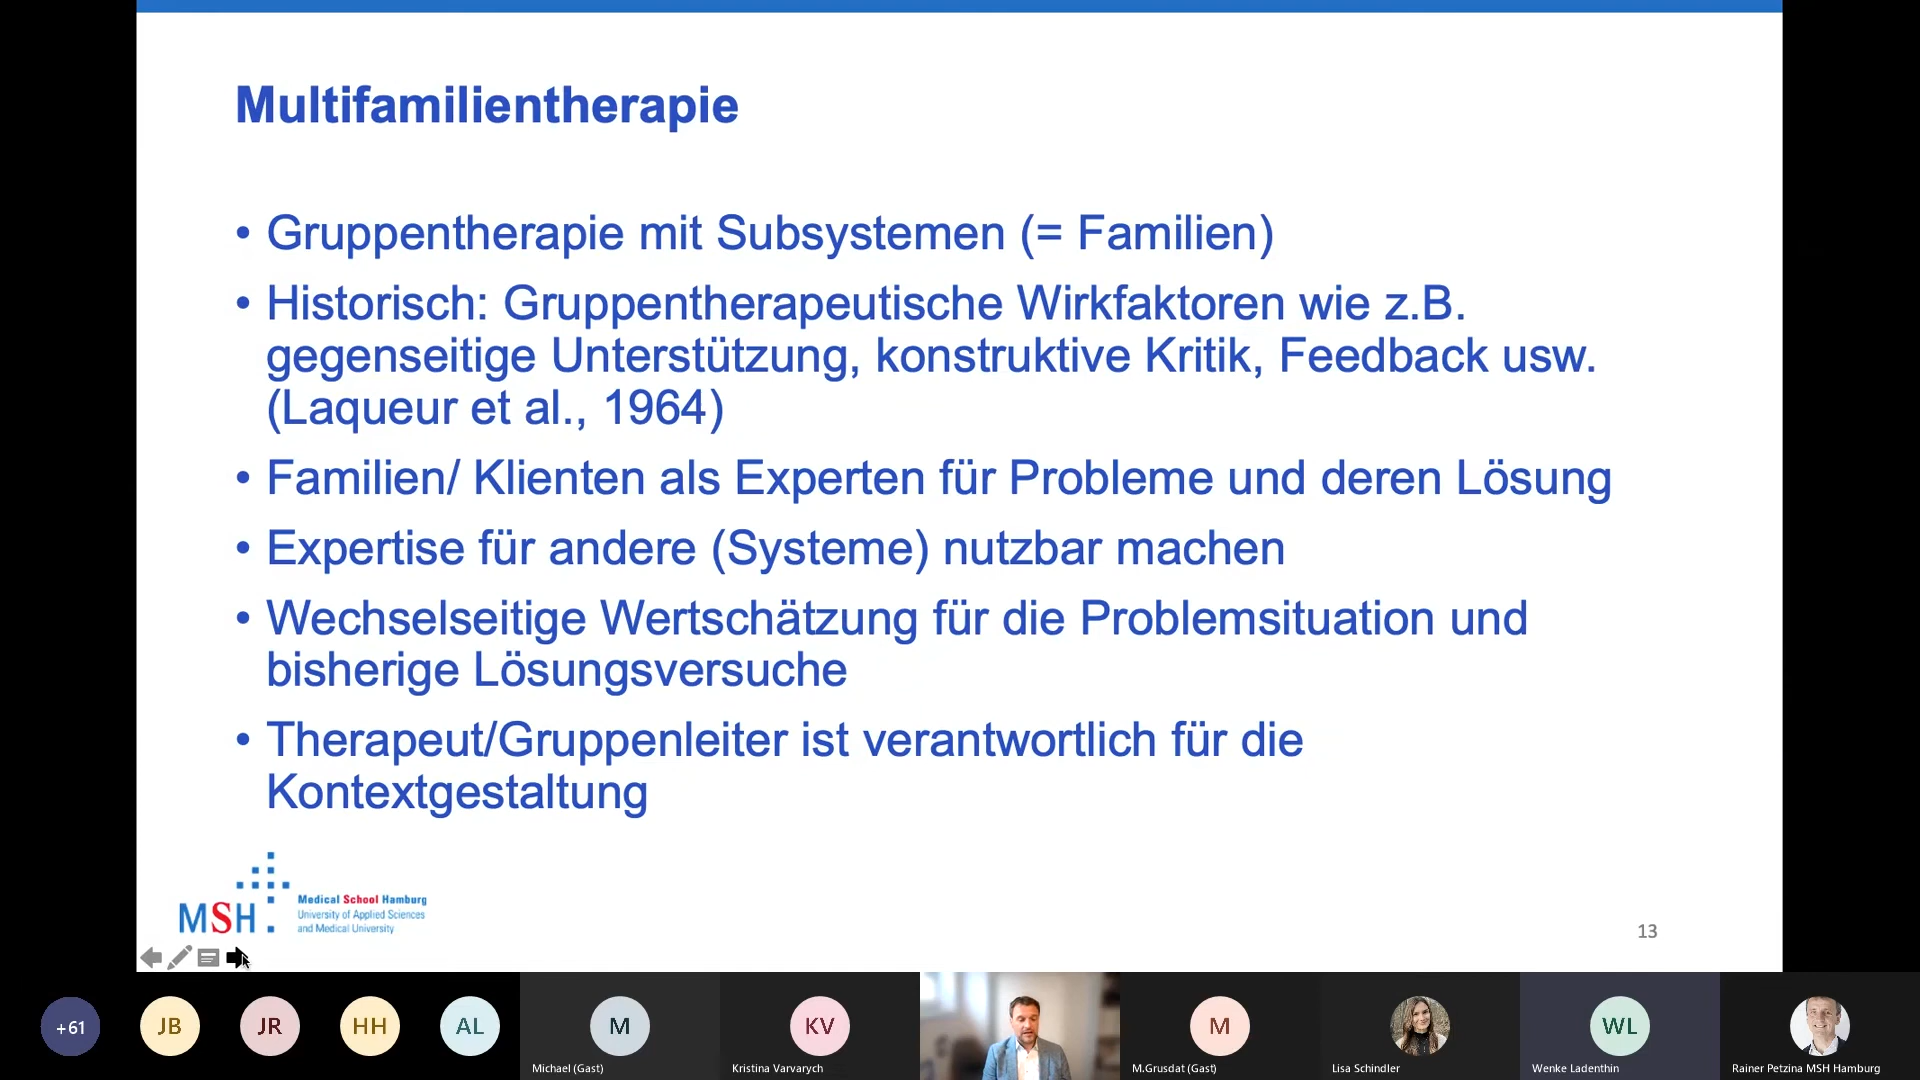 Multifamilientherapie
• Gruppentherapie mit Subsystemen (= Familien)
• Historisch: Gruppentherapeutische Wirkfaktoren wie z.B.
gegenseitige Unterstützung, konstruktive Kritik, Feedback usw.
(Laqueur et al., 1964)
• Familien/ Klienten als Experten für Probleme und deren Lösung
• Expertise für andere (Systeme) nutzbar machen
• Wechselseitige Wertschätzung für die Problemsituation und
bisherige Lösungsversuche
• Therapeut/Gruppenleiter ist verantwortlich für die
Kontextgestaltung
MSH
Medical School Hamburg
University of Applied Sciences
and Medical University
13
+61
JB
JR
HH
AL
M
Michael (Gast)
KV
Kristina Varvarych
M
M.Grusdat (Gast)
Lisa Schindler
WL
Wenke Ladenthin
Rainer Petzina MSH Hamburg